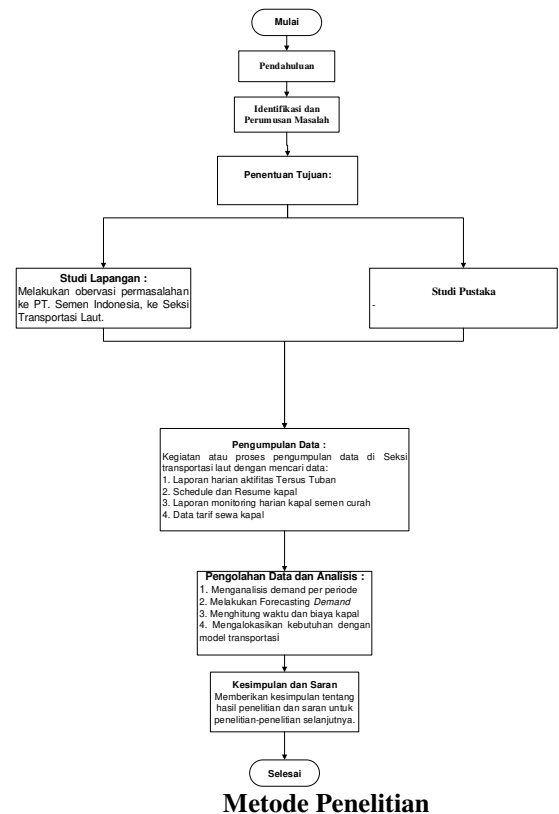 Mulai
Pendahuluan
Identifikasi dan
Perumusan Masalah
Penentuan Tujuan:
Studi Lapangan :
Melakukan obervasi permasalahan
ke PT. Semen Indonesia, ke Seksi
Transportasi Laut.
Studi Pustaka
-
Pengumpulan Data :
Kegiatan atau proses pengumpulan data di Seksi
transportasi laut dengan mencari data:
1. Laporan harian aktifitas Tersus Tuban
2. Schedule dan Resume kapal
3. Laporan monitoring harian kapal semen curah
4. Data tarif sewa kapal
Pengolahan Data dan Analisis :
1. Menganalisis demand per periode
2. Melakukan Forecasting Demand
3. Menghitung waktu dan biaya kapal
4. Mengalokasikan kebutuhan dengan
model transportasi
Kesimpulan dan Saran
Memberikan kesimpulan tentang
hasil penelitian dan saran untuk
penelitian-penelitian selanjutnya.
Selesai
Metode Penelitian